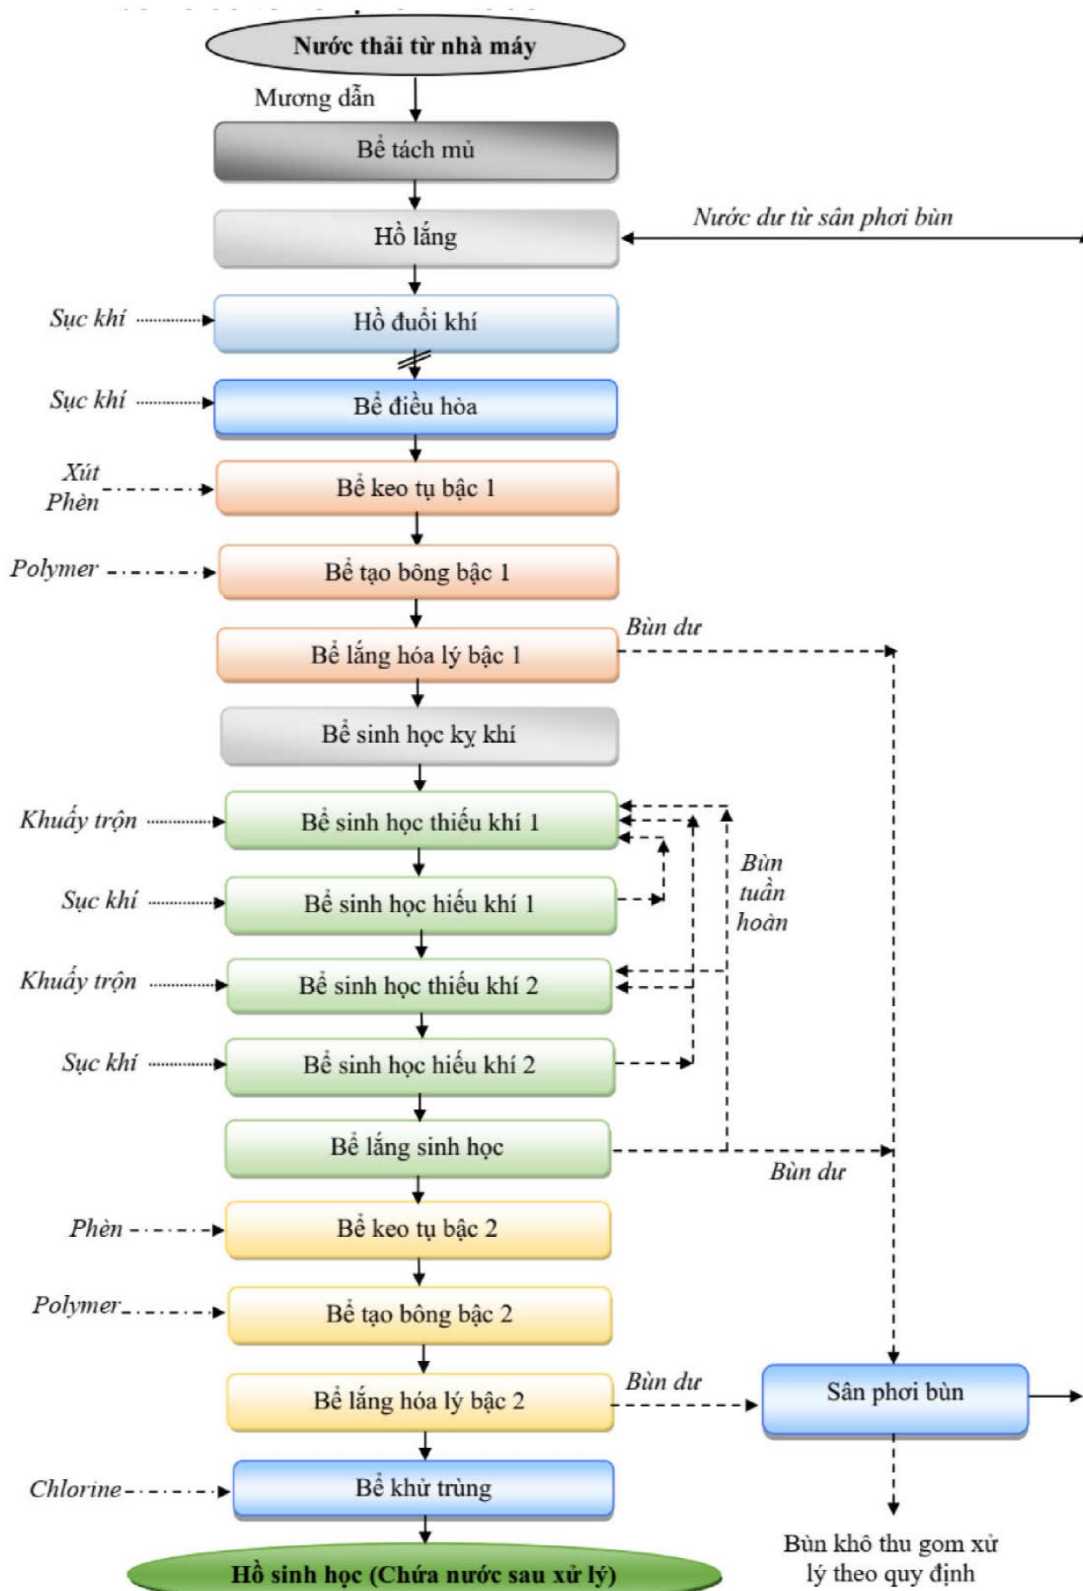 Nước thải từ nhà máy
Mương dẫn
Bể tách mủ
Nước dư từ sân phơi bùn
Hồ lắng
Sục khí
Hồ đuổi khí
Sục khí
Bể điều hòa
Xút
Phèn
Bể keo tụ bậc 1
Polymer
Bể tạo bông bậc 1
Bùn dư
Bể lắng hóa lý bậc 1
Bể sinh học kỵ khí
Khuấy trộn
Bể sinh học thiếu khí 1
Bùn
tuần
hoàn
Sục khí
Bể sinh học hiếu khí 1
Khuấy trộn
Bể sinh học thiếu khí 2
Sục khí
Bể sinh học hiếu khí 2
Bể lắng sinh học
Bùn dư
Phèn
Bể keo tụ bậc 2
Polymer
Bể tạo bông bậc 2
Bể lắng hóa lý bậc 2
Bùn dư
Sân phơi bùn
Chlorine
Bể khử trùng
Bùn khô thu gom xử
lý theo quy định
Hồ sinh học (Chứa nước sau xử lý)